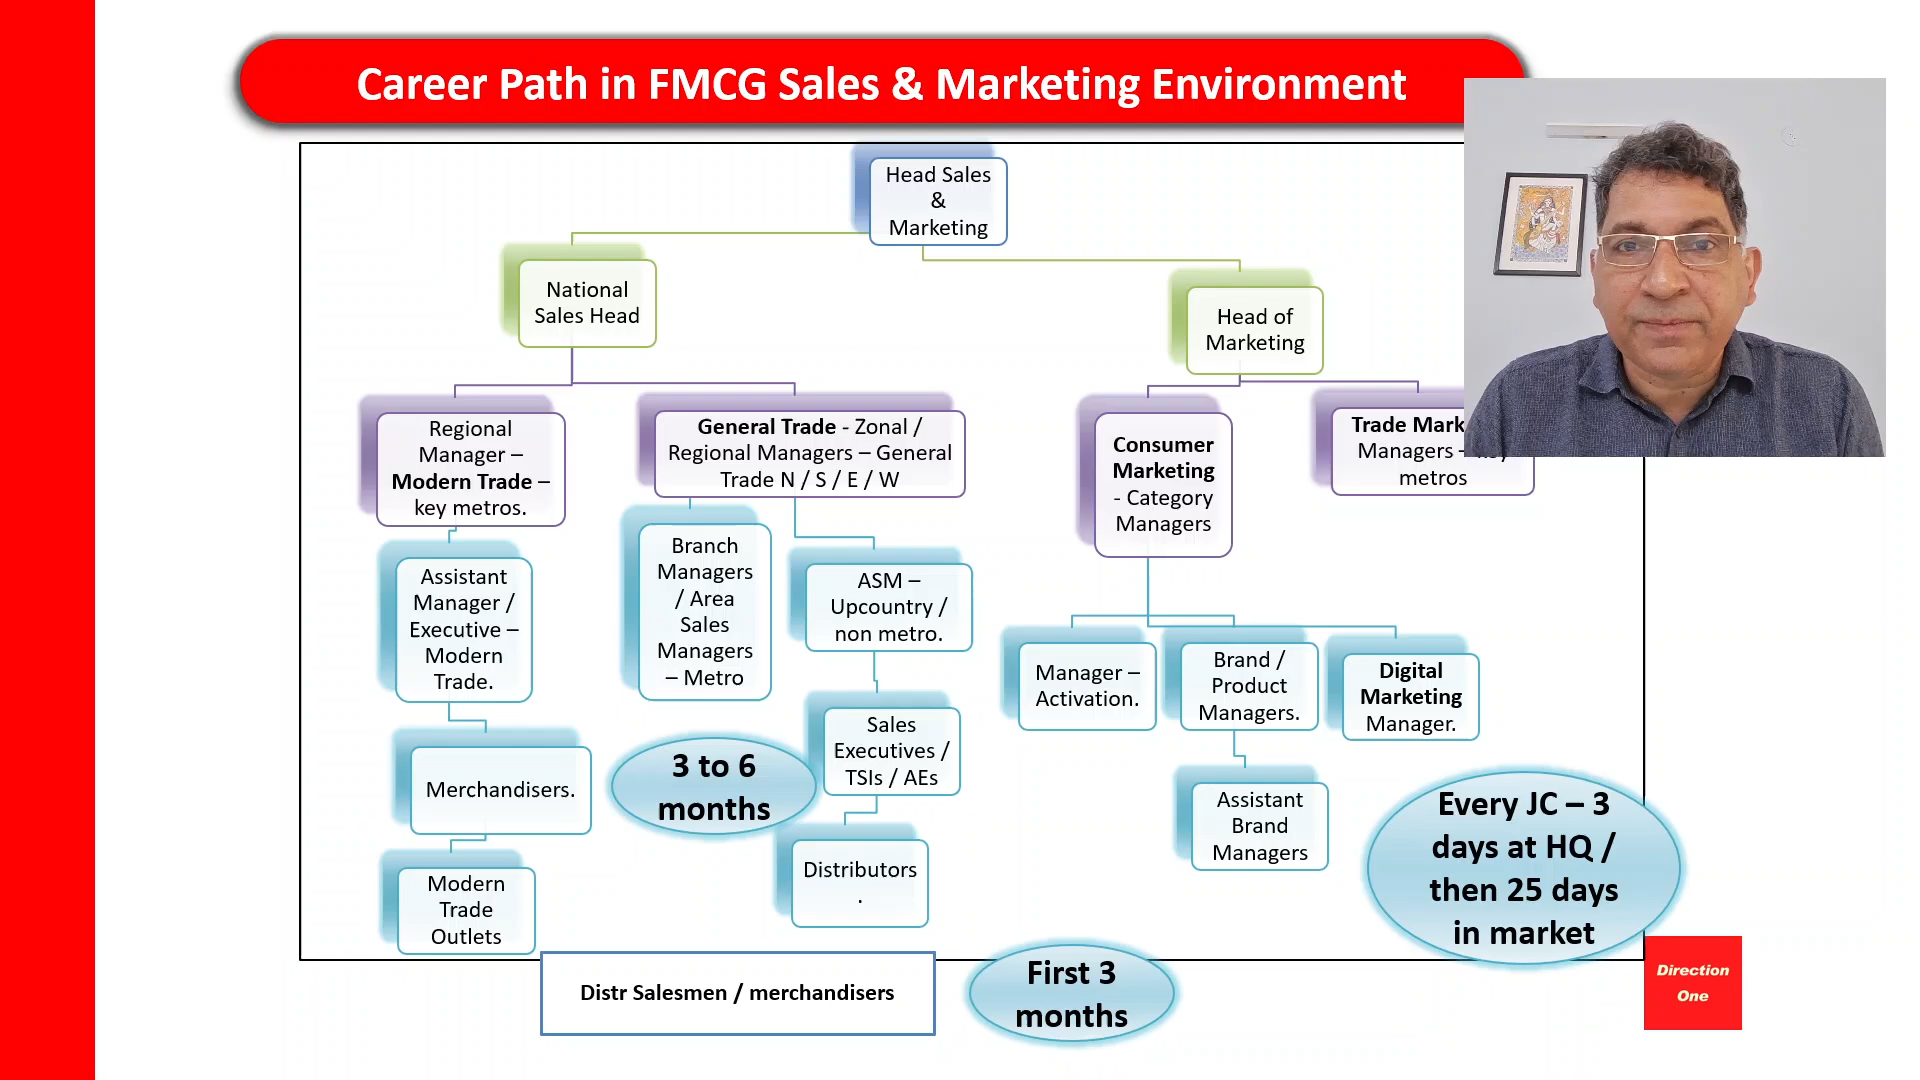 Career Path in FMCG Sales & Marketing Environment
Head Sales
&
Marketing
National
Sales Head
Head of
Marketing
Regional
Manager –
Modern Trade –
key metros.
General Trade - Zonal /
Regional Managers – General
Trade N / S / E / W
Consumer
Marketing
- Category
Managers
Trade
Managers -
metros
Assistant
Manager /
Executive –
Modern
Trade.
Branch
Managers
/ Area
Sales
Managers
– Metro
ASM –
Upcountry /
non metro.
Manager –
Activation.
Brand /
Product
Managers.
Digital
Marketing
Manager.
Merchandisers.
3 to 6
months
Sales
Executives /
TSIs / AEs
Assistant
Brand
Managers
Every JC – 3
days at HQ /
then 25 days
in market
Modern
Trade
Outlets
Distributors
.
Distr Salesmen / merchandisers
First 3
months
Direction
One